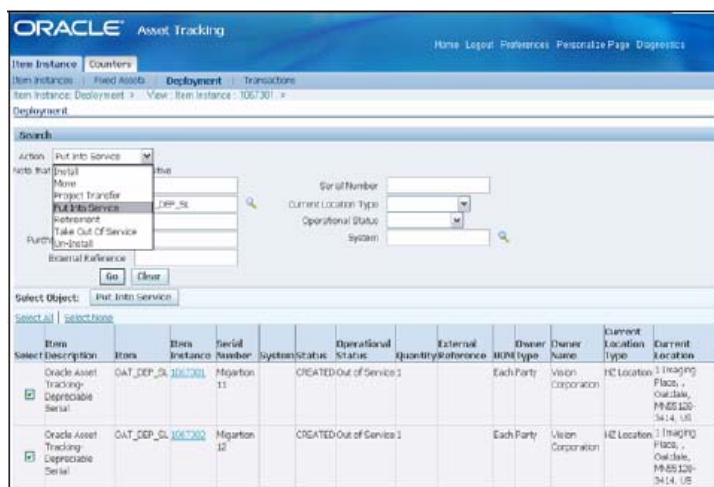 ORACLE Asset Tracking
Home Logout Preferences Personalize Page Diagnostics
Item Instance Counters
Item Instances | Fixed Assets | Deployment | Transactions
Item Instance: Deployment > View : Item Instance : 1067301 >
Deployment
Search
Action Put Into Service
Note that
Install
Move
Project Transfer
Put Into Service
Retirement
Take Out Of Service
Un-Install
_DEP_SL
Serial Number
Current Location Type
Operational Status
System
External Reference
Go Clear
Select Object: Put Into Service
Select All | Select None
Select Item Description Item Item Instance Serial Number System Status Operational Status Quantity External Reference UOM Owner Type Owner Name Current Location Type Current Location
Oracle Asset Tracking- Depreciable Serial OAT_DEP_SL 1067301 Migartion 11 CREATED Out of Service 1 Each Party Vision Corporation HZ Location 1 Imaging Place, , Oakdale, MN55128-3414, US
Oracle Asset Tracking- Depreciable Serial OAT_DEP_SL 1067302 Migartion 12 CREATED Out of Service 1 Each Party Vision Corporation HZ Location 1 Imaging Place, , Oakdale, MN55128-3414, US